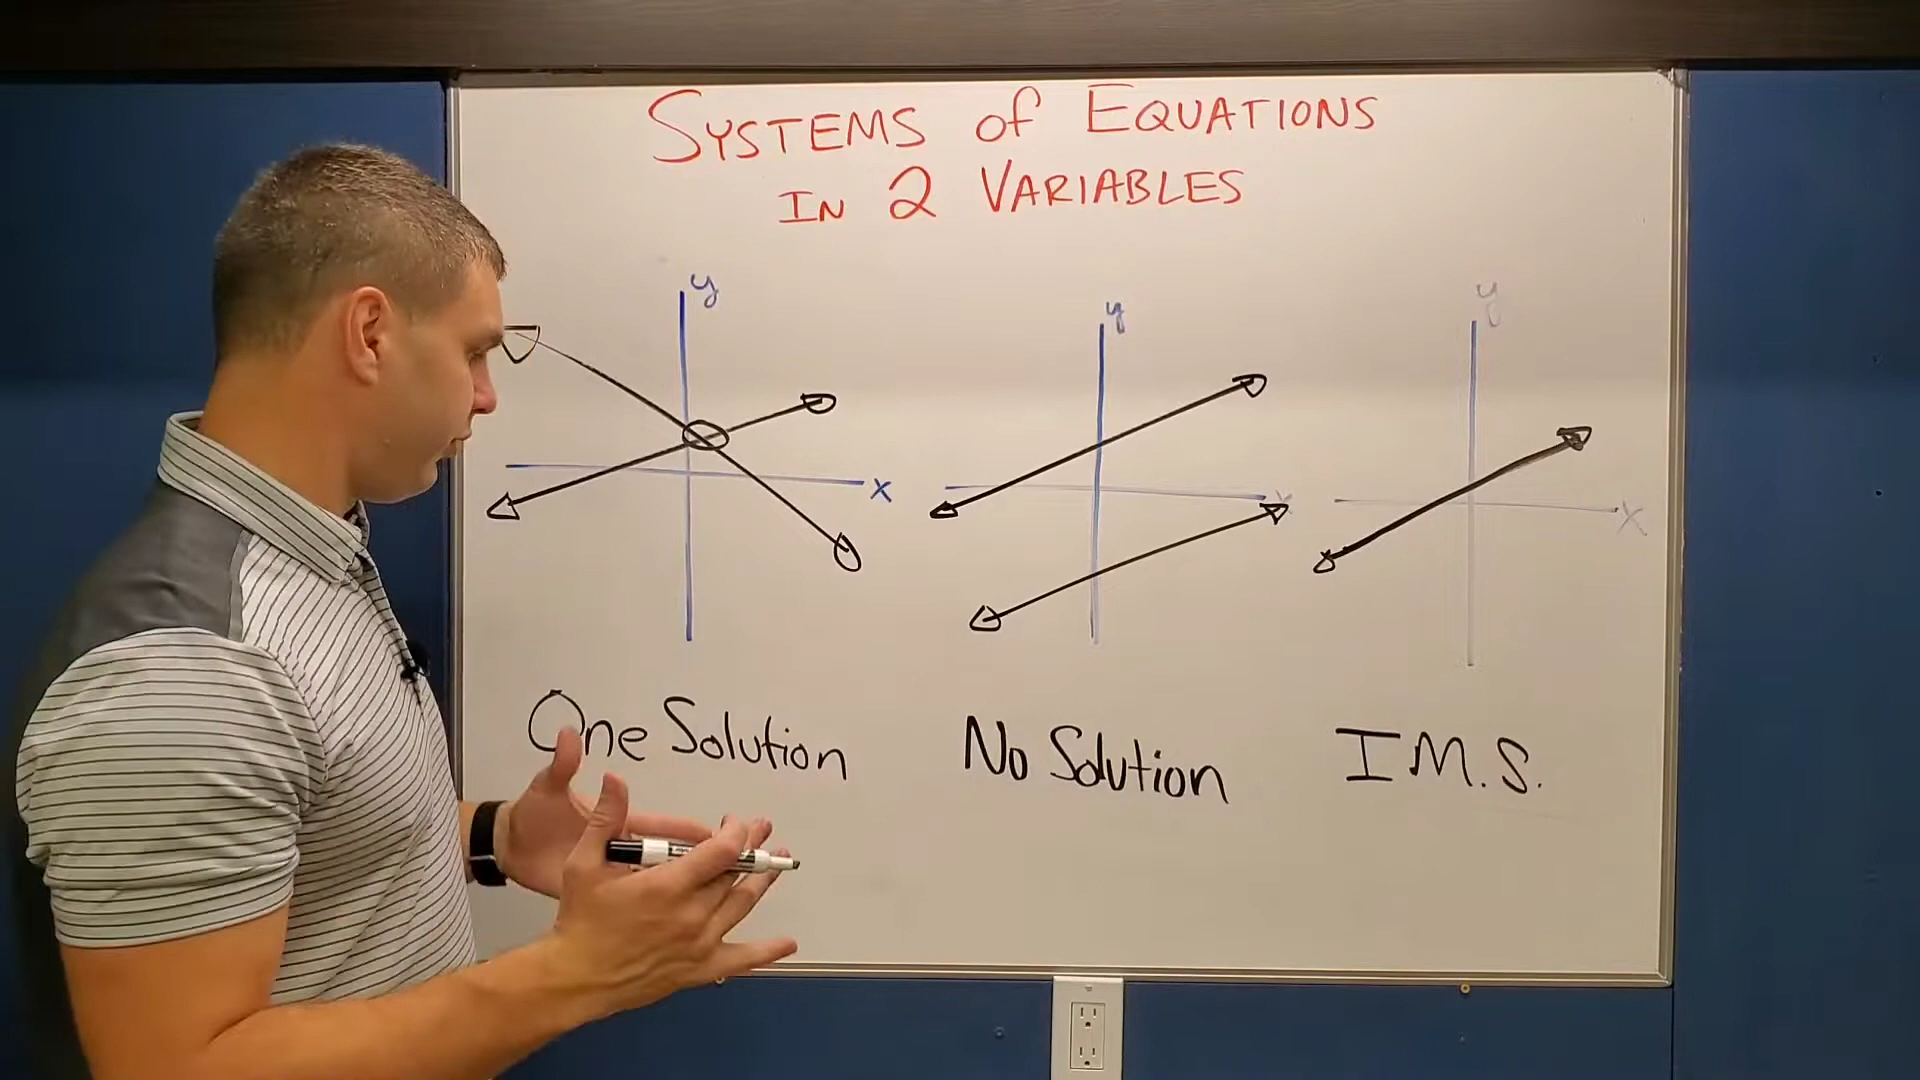 SYSTEMS of EQUATIONS
IN 2 VARIABLES
y
x
y
x
y
x
One Solution
No Solution
I M.S.